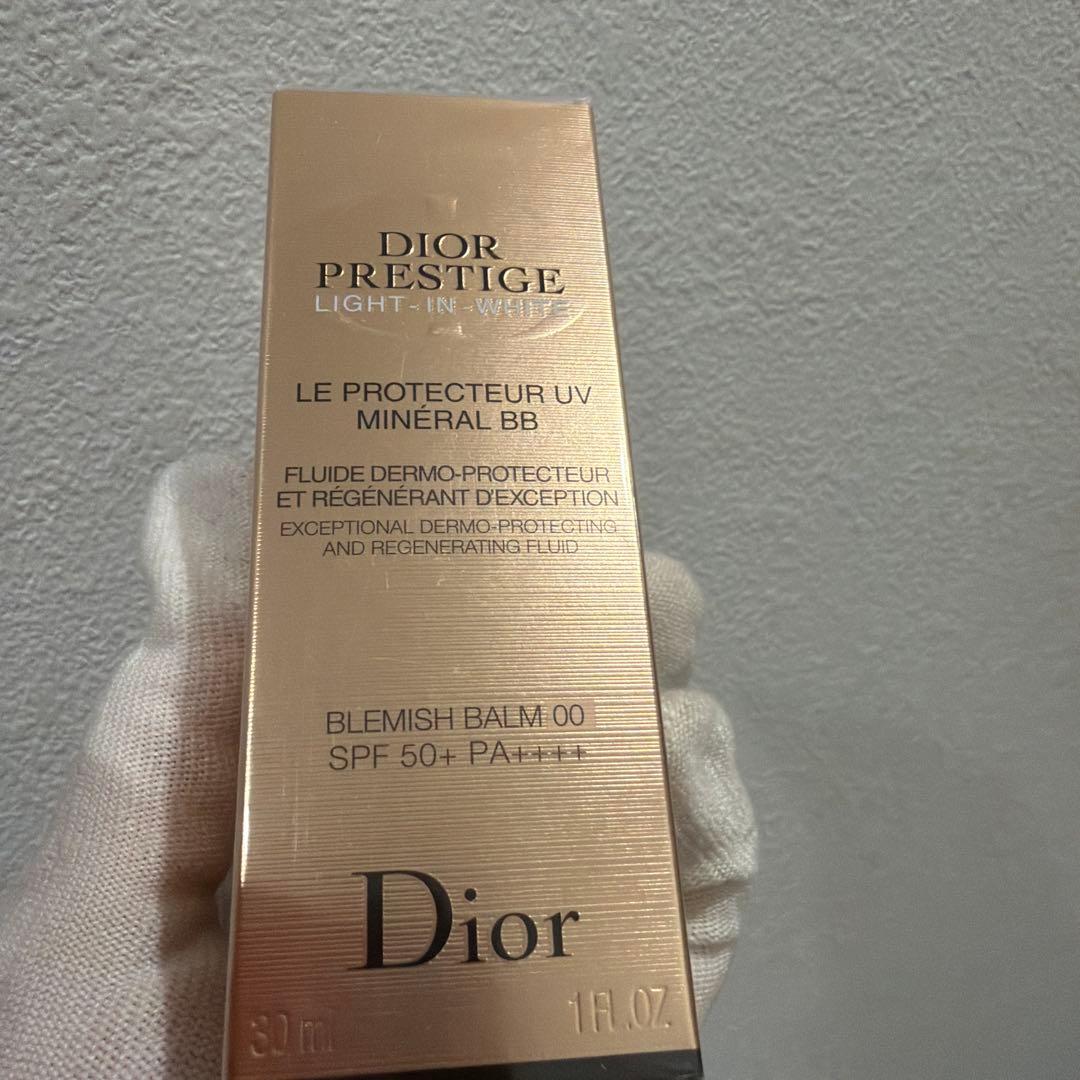 DIOR
PRESTIGE
LIGHT-IN-WHITE
LE PROTECTEUR UV
MINÉRAL BB
FLUIDE DERMO-PROTECTEUR
ET RÉGÉNÉRANT D'EXCEPTION
EXCEPTIONAL DERMO-PROTECTING
AND REGENERATING FLUID
BLEMISH BALM 00
SPF 50+ PA++++
Dior
30 ml 1 FL.OZ.